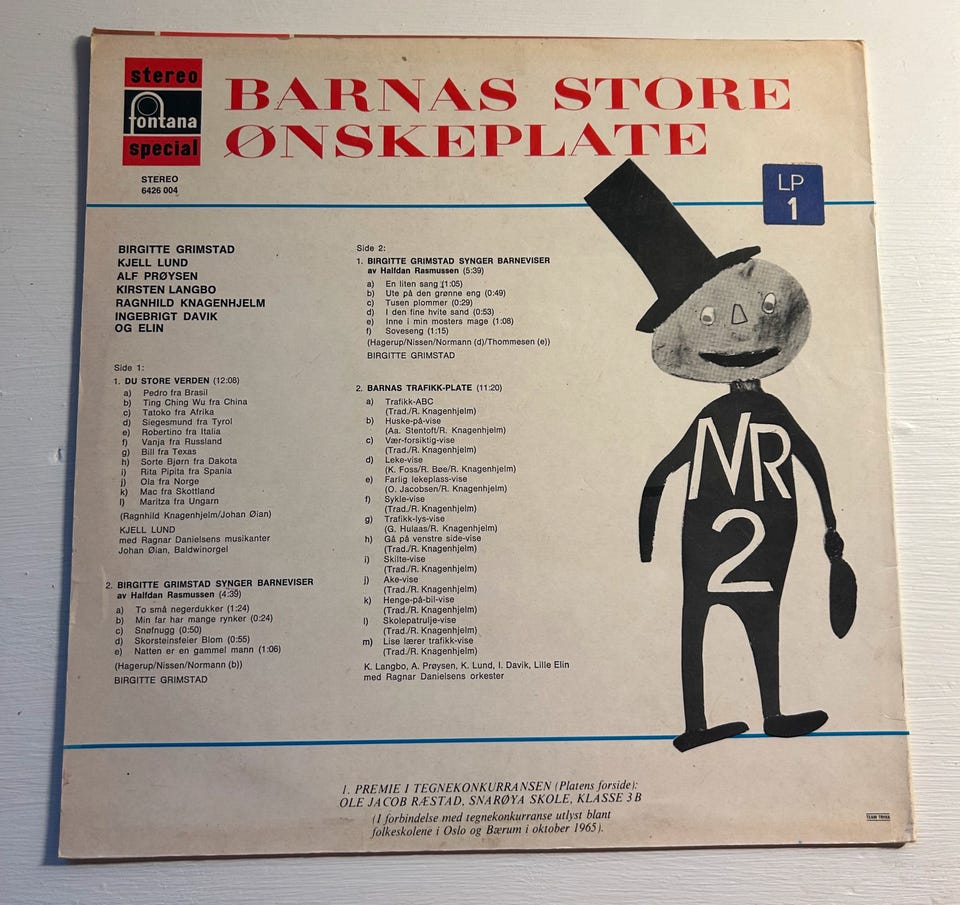 stereo
fontana
special
BARNAS STORE
ØNSKEPLATE
STEREO
6426 004
LP
1
BIRGITTE GRIMSTAD
KJELL LUND
ALF PRØYSEN
KIRSTEN LANGBO
RAGNHILD KNAGENHJELM
INGEBRIGT DAVIK
OG ELIN
Side 1:
1. DU STORE VERDEN (12:08)
a) Pedro fra Brasil
b) Ting Ching Wu fra China
c) Tatoko fra Afrika
d) Siegesmund fra Tyrol
e) Robertino fra Italia
f) Vanja fra Russland
g) Bill fra Texas
h) Sorte Bjørn fra Dakota
i) Rita Pipita fra Spania
j) Ola fra Norge
k) Mac fra Skottland
l) Maritza fra Ungarn
(Ragnhild Knagenhjelm/Johan Øian)
KJELL LUND
med Ragnar Danielsens musikanter
Johan Øian, Baldwinorgel
2. BIRGITTE GRIMSTAD SYNGER BARNEVISER
av Halfdan Rasmussen (4:39)
a) To små negerdukker (1:24)
b) Min far har mange rynker (0:24)
c) Snøfnugg (0:50)
d) Skorsteinsfeier Blom (0:55)
e) Natten er en gammel mann (1:06)
(Hagerup/Nissen/Normann (b))
BIRGITTE GRIMSTAD
Side 2:
1. BIRGITTE GRIMSTAD SYNGER BARNEVISER
av Halfdan Rasmussen (5:39)
a) En liten sang (1:05)
b) Ute på den grønne eng (0:49)
c) Tusen plommer (0:29)
d) I den fine hvite sand (0:53)
e) Inne i min mosters mage (1:08)
f) Sovesang (1:15)
(Hagerup/Nissen/Normann (d)/Thommesen (e))
BIRGITTE GRIMSTAD
2. BARNAS TRAFIKK-PLATE (11:20)
a) Trafikk-ABC
(Trad./R. Knagenhjelm)
b) Huske-på-vise
(Aa. Stentoft/R. Knagenhjelm)
c) Vær-forsiktig-vise
(Trad./R. Knagenhjelm)
d) Leke-vise
(K. Foss/R. Bøe/R. Knagenhjelm)
e) Farlig lekeplass-vise
(O. Jacobsen/R. Knagenhjelm)
f) Sykle-vise
(Trad./R. Knagenhjelm)
g) Trafikk-lys-vise
(G. Hulaas/R. Knagenhjelm)
h) Gå på venstre side-vise
(Trad./R. Knagenhjelm)
i) Skilte-vise
(Trad./R. Knagenhjelm)
j) Ake-vise
(Trad./R. Knagenhjelm)
k) Henge-på-bil-vise
(Trad./R. Knagenhjelm)
l) Skolepatrulje-vise
(Trad./R. Knagenhjelm)
m) Lise lærer trafikk-vise
(Trad./R. Knagenhjelm)
K. Langbo, A. Prøysen, K. Lund, I. Davik, Lille Elin
med Ragnar Danielsens orkester
NR
2
1. PREMIE I TEGNEKONKURRANSEN (Platens forside):
OLE JACOB RÆSTAD, SNARØYA SKOLE, KLASSE 3 B
(I forbindelse med tegnekonkurranse utlyst blant
folkeskolene i Oslo og Bærum i oktober 1965).